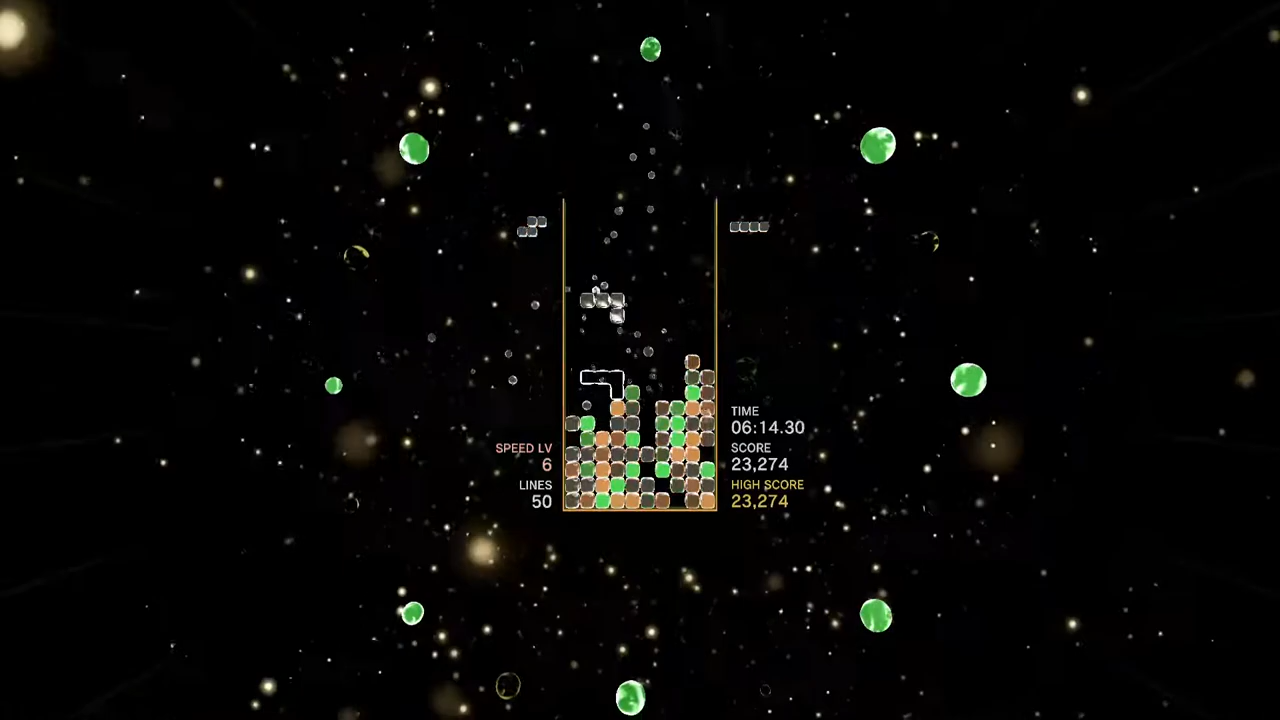 SPEED LV
6
LINES
50
TIME
06:14.30
SCORE
23,274
HIGH SCORE
23,274